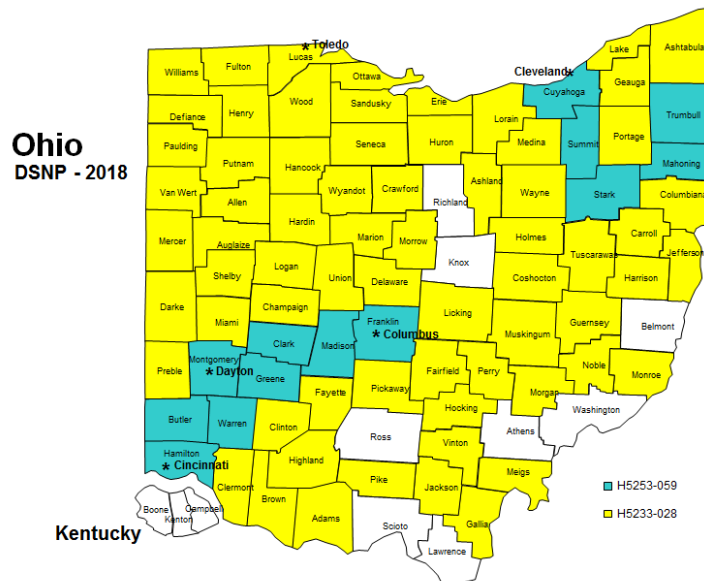 Toledo
Lake
Ashtabula
Williams
Fulton
Lucas
Ottawa
Cleveland
Geauga
Cuyahoga
Defiance
Henry
Wood
Sandusky
Erie
Lorain
Trumbull
Ohio
DSNP - 2018
Paulding
Seneca
Huron
Medina
Summit
Portage
Putnam
Hancook
Mahoning
Van Wert
Allen
Wyandot
Crawford
Richland
Ashland
Wayne
Stark
Columbiana
Mercer
Auglaize
Hardin
Marion
Morrow
Holmes
Carroll
Jefferson
Shelby
Logan
Union
Delaware
Knox
Coshocton
Tuscarawas
Harrison
Darke
Miami
Champaign
Licking
Muskingum
Guernsey
Belmont
Clark
Madison
Franklin
Columbus
Preble
Montgomery
Dayton
Greene
Fayette
Pickaway
Fairfield
Perry
Morgan
Noble
Monroe
Butler
Warren
Clinton
Ross
Hocking
Athens
Washington
Hamilton
Cincinnati
Highland
Vinton
Meigs
Clermont
Brown
Adams
Pike
Jackson
Gallia
Boone
Kenton
Campbell
Kentucky
Scioto
Lawrence
H5253-059
H5233-028